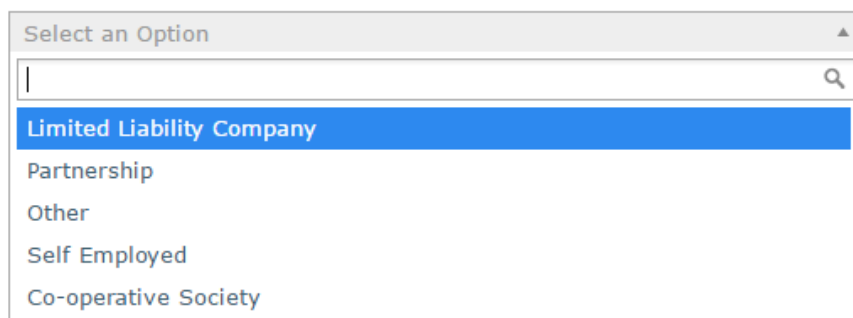 Select an Option
Limited Liability Company
Partnership
Other
Self Employed
Co-operative Society